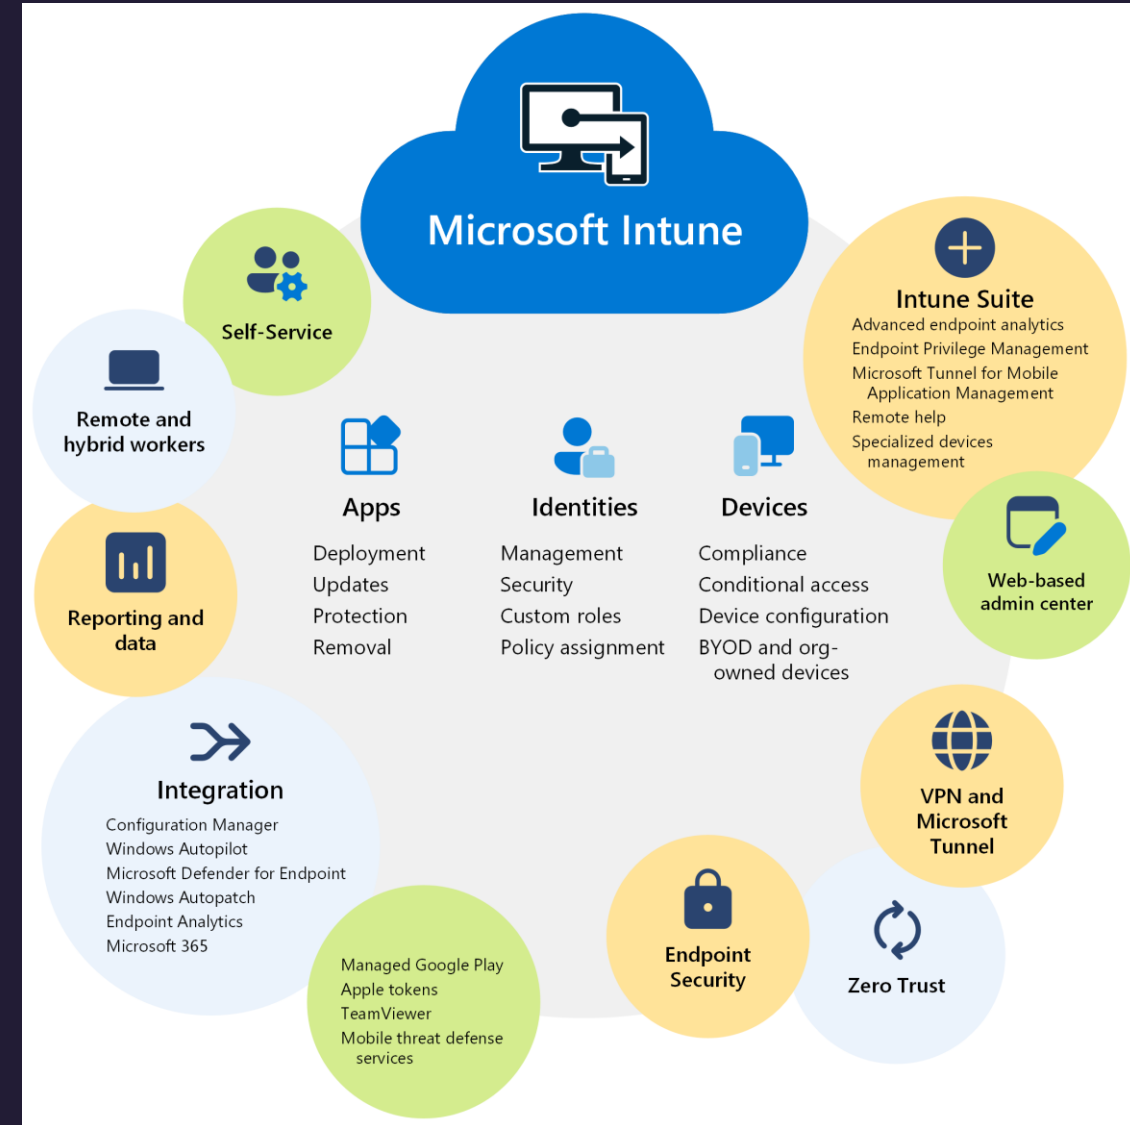 Microsoft Intune
Self-Service
Remote and
hybrid workers
Reporting and
data
Integration
Configuration Manager
Windows Autopilot
Microsoft Defender for Endpoint
Windows Autopatch
Endpoint Analytics
Microsoft 365
Managed Google Play
Apple tokens
TeamViewer
Mobile threat defense
services
Apps
Deployment
Updates
Protection
Removal
Identities
Management
Security
Custom roles
Policy assignment
Devices
Compliance
Conditional access
Device configuration
BYOD and org-
owned devices
Intune Suite
Advanced endpoint analytics
Endpoint Privilege Management
Microsoft Tunnel for Mobile
Application Management
Remote help
Specialized devices
management
Web-based
admin center
VPN and
Microsoft
Tunnel
Zero Trust
Endpoint
Security